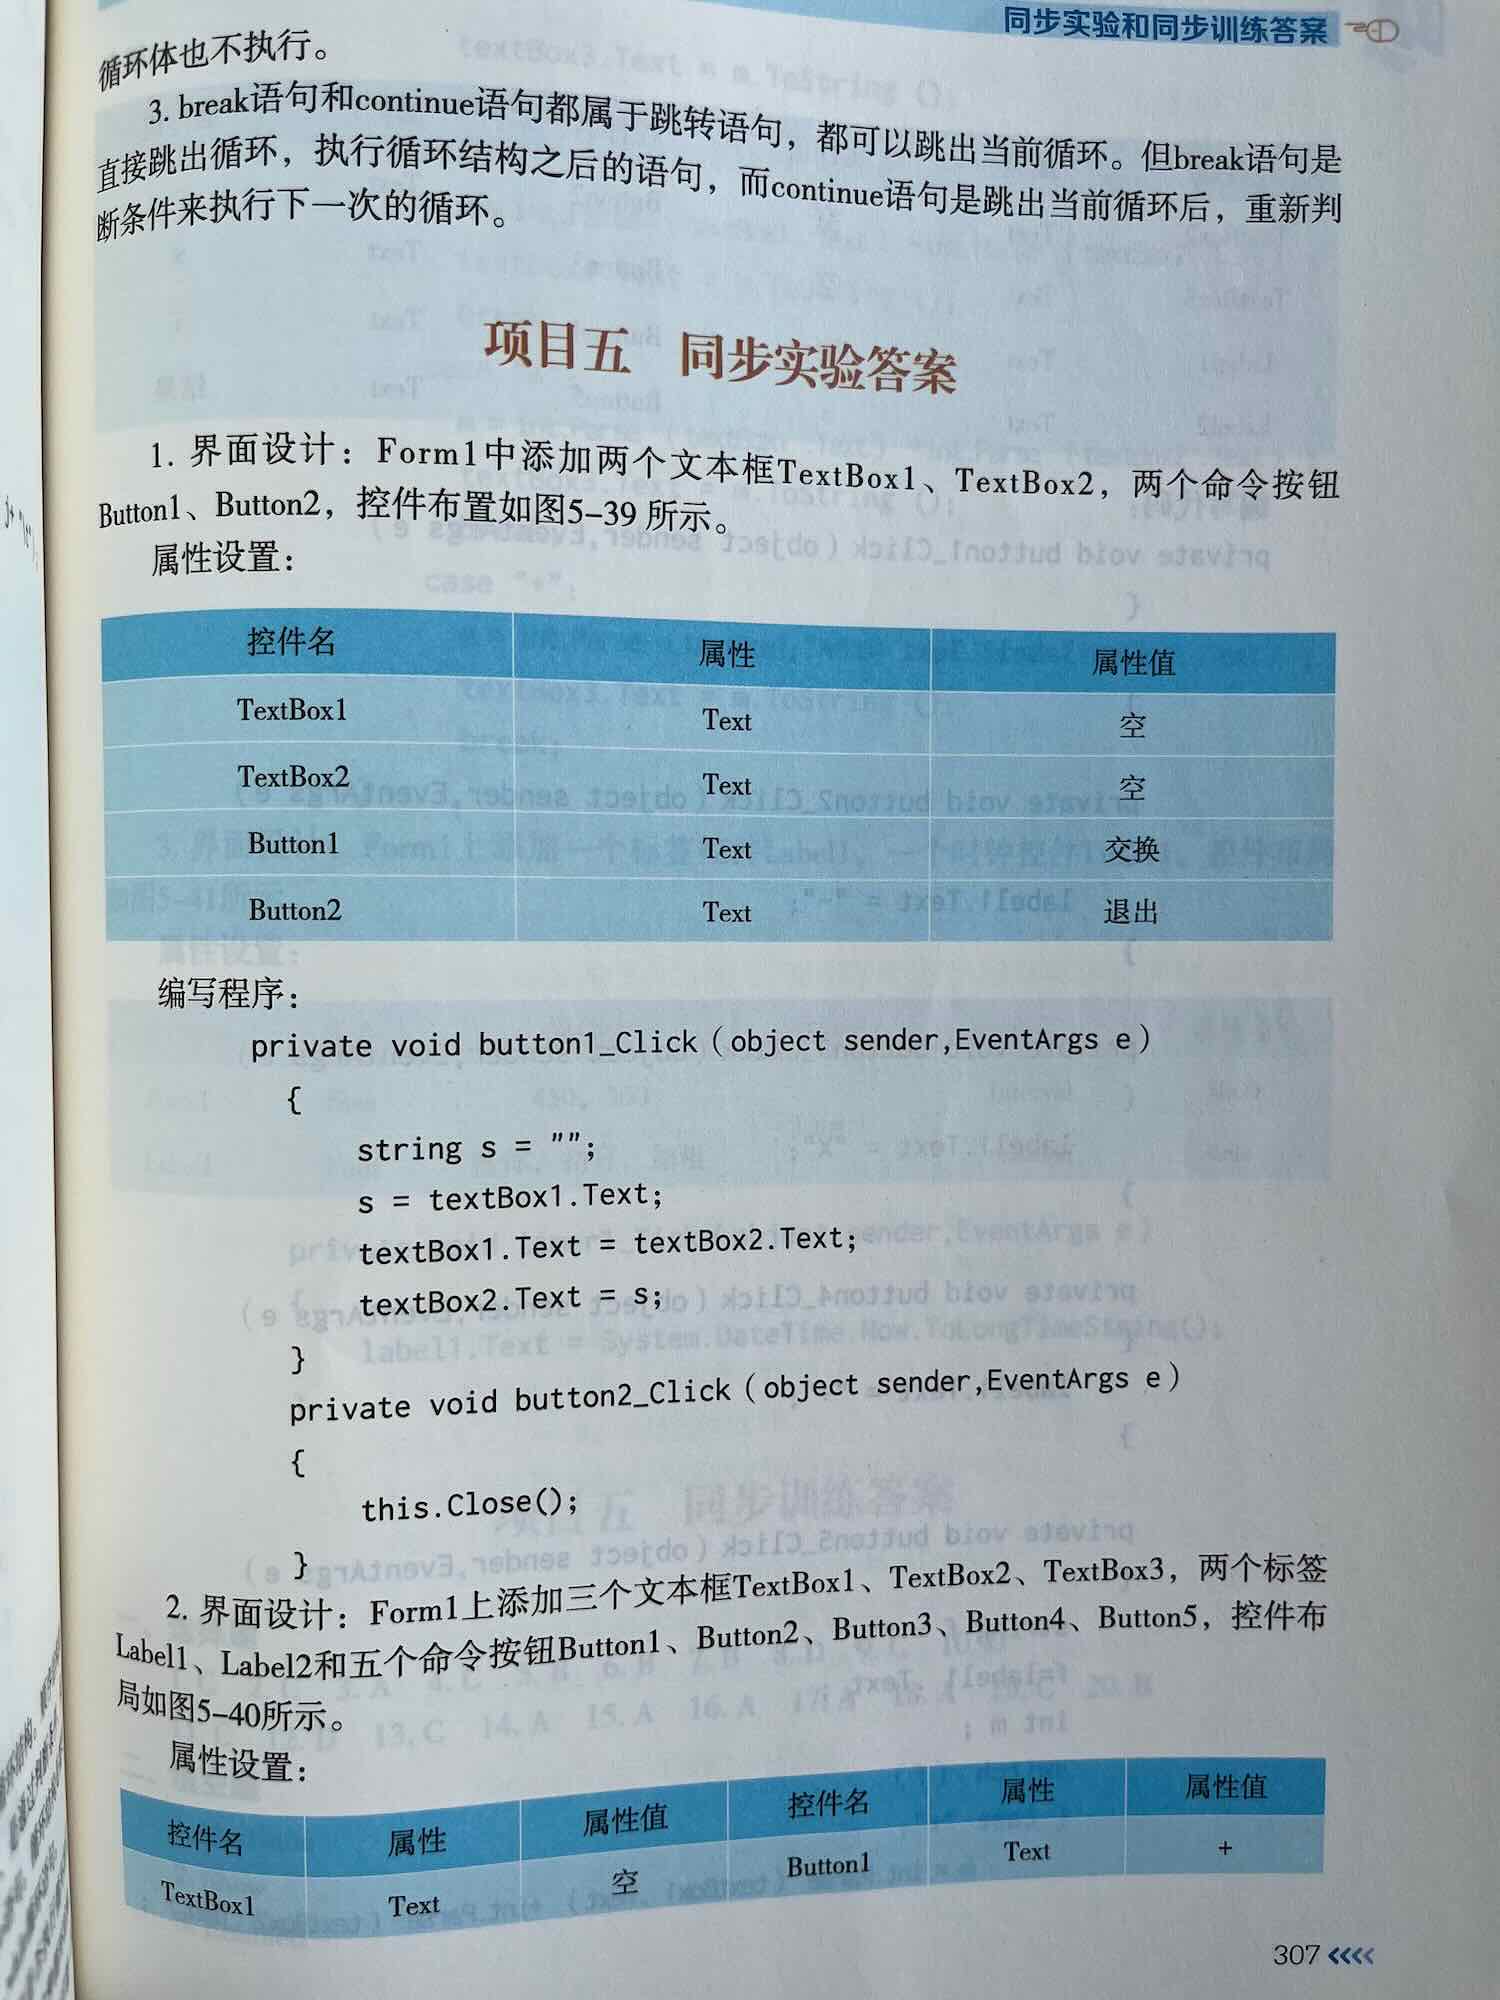 同步实验和同步训练答案
循环体也不执行。
3. break语句和continue语句都属于跳转语句，都可以跳出当前循环。但break语句是
直接跳出循环，执行循环结构之后的语句，而continue语句是跳出当前循环后，重新判
断条件来执行下一次的循环。
项目五 同步实验答案
1. 界面设计：Form1中添加两个文本框TextBox1、TextBox2，两个命令按钮
Button1、Button2，控件布置如图5-39 所示。
属性设置：
控件名 属性 属性值
TextBox1 Text 空
TextBox2 Text 空
Button1 Text 交换
Button2 Text 退出
编写程序：
private void button1_Click（object sender,EventArgs e）
{
string s = "";
s = textBox1.Text;
textBox1.Text = textBox2.Text;
textBox2.Text = s;
}
private void button2_Click（object sender,EventArgs e）
{
this.Close();
}
2. 界面设计：Form1上添加三个文本框TextBox1、TextBox2、TextBox3，两个标签
Label1、Label2和五个命令按钮Button1、Button2、Button3、Button4、Button5，控件布
局如图5-40所示。
属性设置：
控件名 属性 属性值 控件名 属性 属性值
TextBox1 Text 空 Button1 Text +
307